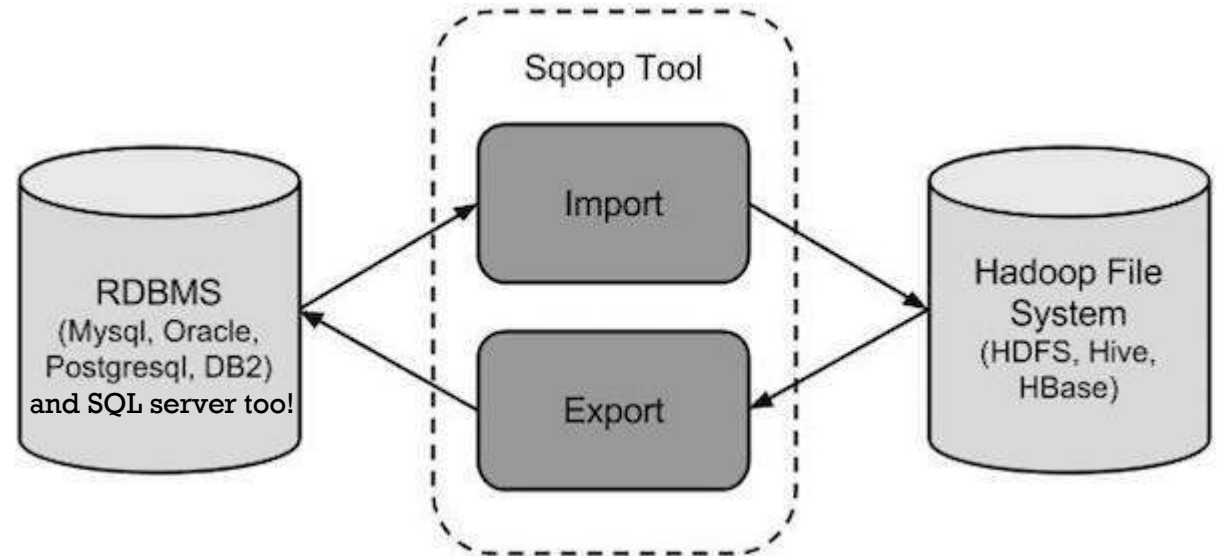 Sqoop Tool
Import
Export
RDBMS
(Mysql, Oracle,
Postgresql, DB2)
and SQL server too!
Hadoop File
System
(HDFS, Hive,
HBase)